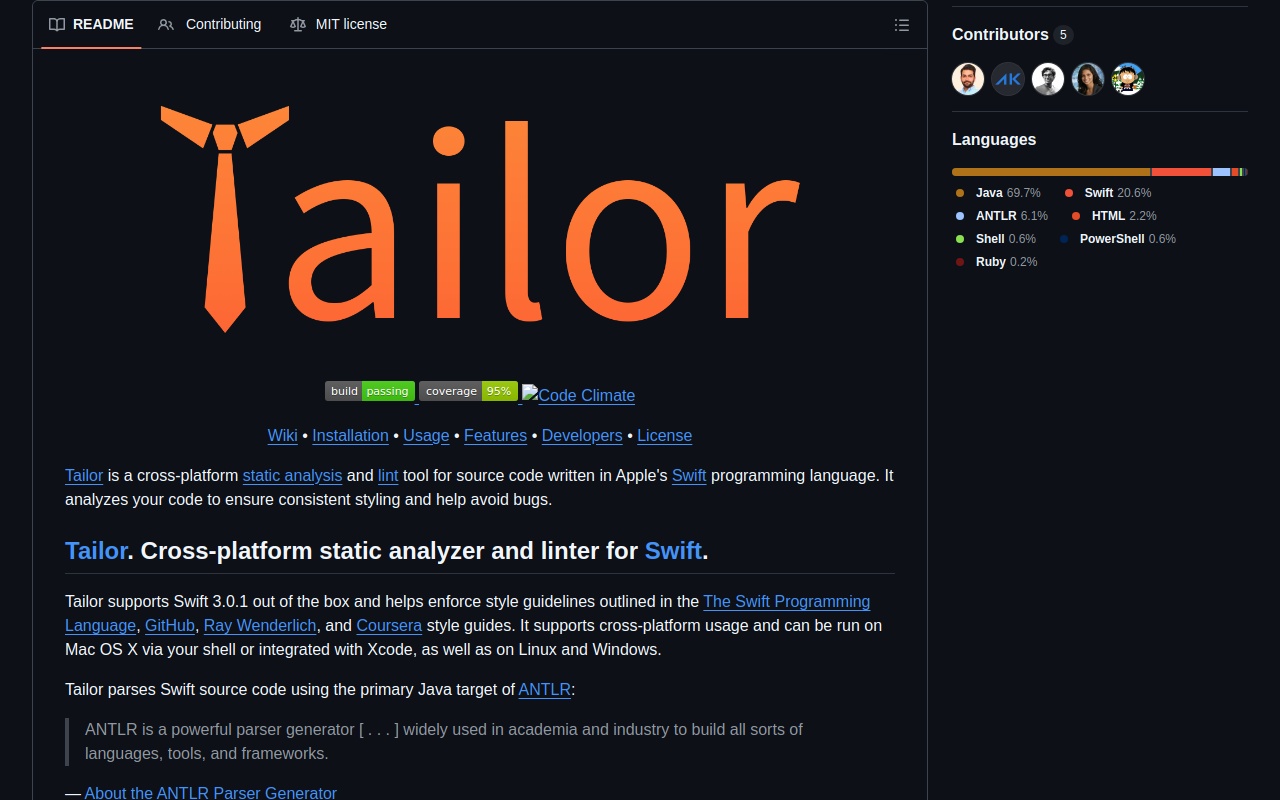 README
Contributing
MIT license
Tailor
build passing coverage 95% Code Climate
Wiki • Installation • Usage • Features • Developers • License
Tailor is a cross-platform static analysis and lint tool for source code written in Apple's Swift programming language. It
analyzes your code to ensure consistent styling and help avoid bugs.
Tailor. Cross-platform static analyzer and linter for Swift.
Tailor supports Swift 3.0.1 out of the box and helps enforce style guidelines outlined in the The Swift Programming
Language, GitHub, Ray Wenderlich, and Coursera style guides. It supports cross-platform usage and can be run on
Mac OS X via your shell or integrated with Xcode, as well as on Linux and Windows.
Tailor parses Swift source code using the primary Java target of ANTLR:
ANTLR is a powerful parser generator [ . . . ] widely used in academia and industry to build all sorts of
languages, tools, and frameworks.
— About the ANTLR Parser Generator
Contributors 5
AK
Languages
Java 69.7% Swift 20.6%
ANTLR 6.1% HTML 2.2%
Shell 0.6% PowerShell 0.6%
Ruby 0.2%